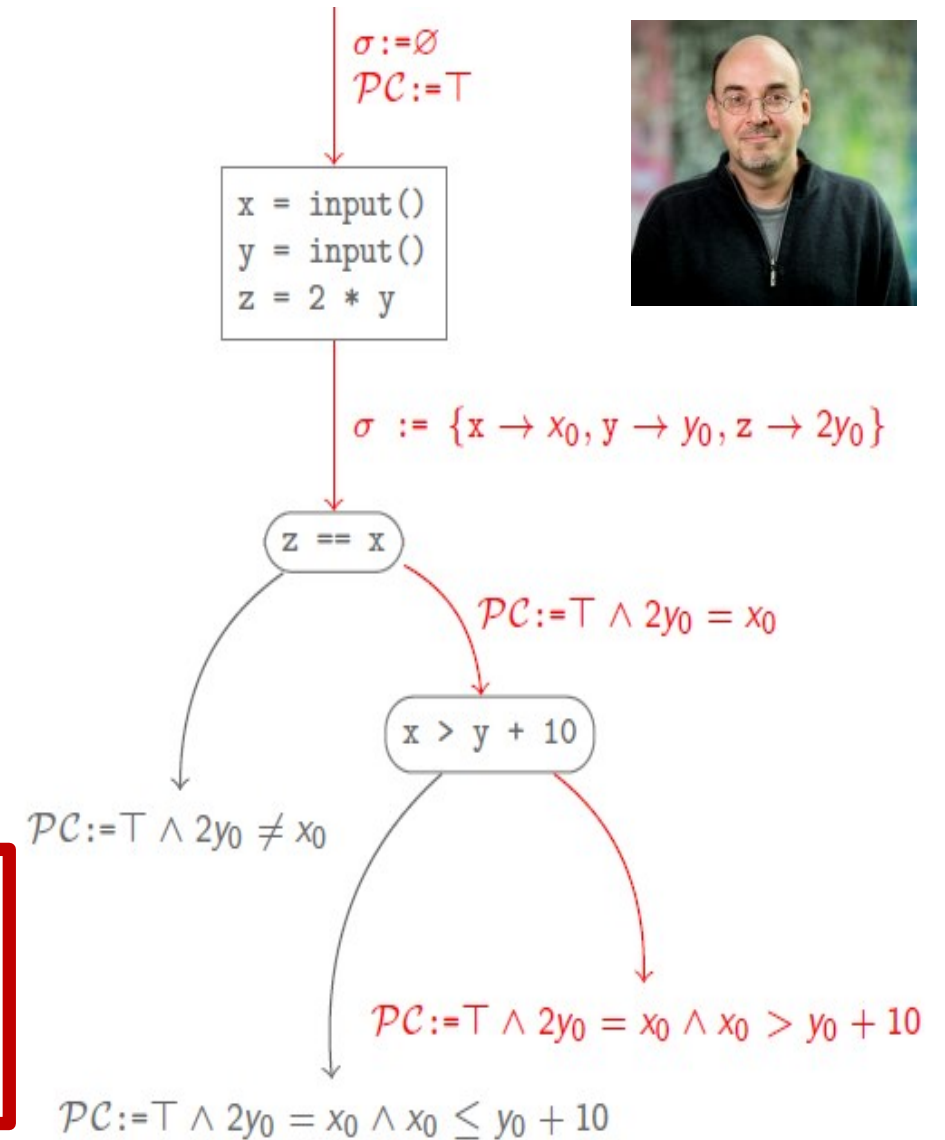 σ:=∅
𝒫𝒞:=⊤
x = input()
y = input()
z = 2 * y
σ := {x → x₀, y → y₀, z → 2y₀}
z == x
𝒫𝒞:=⊤ ∧ 2y₀ = x₀
x > y + 10
𝒫𝒞:=⊤ ∧ 2y₀ ≠ x₀
𝒫𝒞:=⊤ ∧ 2y₀ = x₀ ∧ x₀ > y₀ + 10
𝒫𝒞:=⊤ ∧ 2y₀ = x₀ ∧ x₀ ≤ y₀ + 10